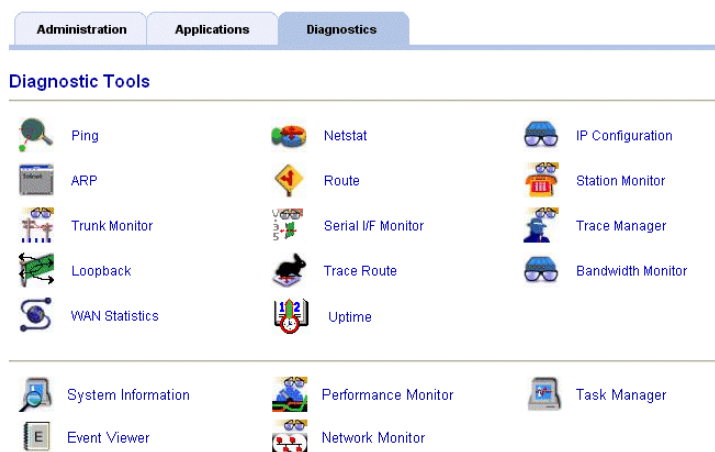 Administration Applications Diagnostics
Diagnostic Tools
Ping Netstat IP Configuration
ARP Route Station Monitor
Trunk Monitor Serial I/F Monitor Trace Manager
Loopback Trace Route Bandwidth Monitor
WAN Statistics Uptime
System Information Performance Monitor Task Manager
E Event Viewer Network Monitor